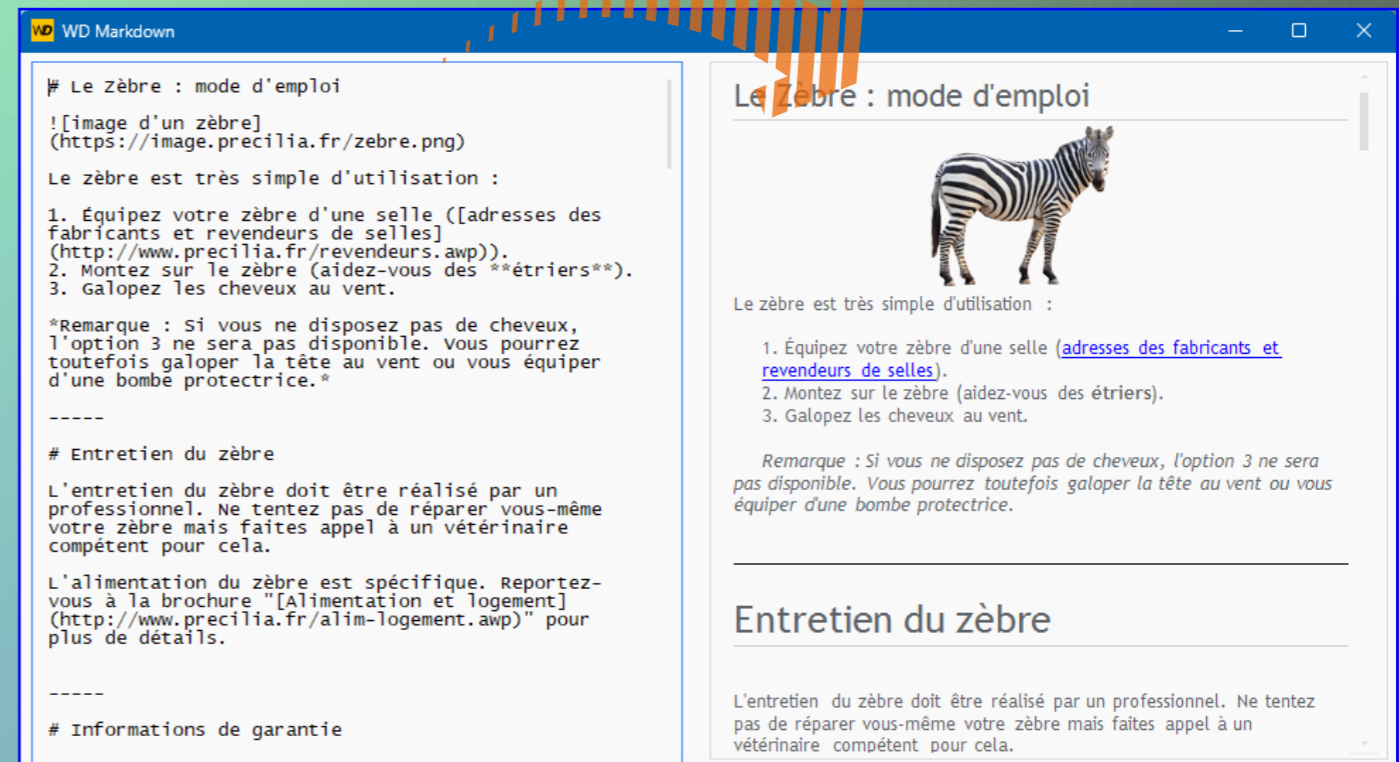 WD WD Markdown
# Le Zèbre : mode d'emploi
![image d'un zèbre]
(https://image.precilia.fr/zebre.png)
Le zèbre est très simple d'utilisation :
1. Équipez votre zèbre d'une selle ([adresses des
fabricants et revendeurs de selles]
(http://www.precilia.fr/revendeurs.awp)).
2. Montez sur le zèbre (aidez-vous des **étriers**).
3. Galopez les cheveux au vent.
*Remarque : Si vous ne disposez pas de cheveux,
l'option 3 ne sera pas disponible. Vous pourrez
toutefois galoper la tête au vent ou vous équiper
d'une bombe protectrice.*
-----
# Entretien du zèbre
L'entretien du zèbre doit être réalisé par un
professionnel. Ne tentez pas de réparer vous-même
votre zèbre mais faites appel à un vétérinaire
compétent pour cela.
L'alimentation du zèbre est spécifique. Reportez-
vous à la brochure "[Alimentation et logement]
(http://www.precilia.fr/alim-logement.awp)" pour
plus de détails.
-----
# Informations de garantie
Le Zèbre : mode d'emploi
Le zèbre est très simple d'utilisation :
1. Équipez votre zèbre d'une selle (adresses des fabricants et
revendeurs de selles).
2. Montez sur le zèbre (aidez-vous des étriers).
3. Galopez les cheveux au vent.
Remarque : Si vous ne disposez pas de cheveux, l'option 3 ne sera
pas disponible. Vous pourrez toutefois galoper la tête au vent ou vous
équiper d'une bombe protectrice.
Entretien du zèbre
L'entretien du zèbre doit être réalisé par un professionnel. Ne tentez
pas de réparer vous-même votre zèbre mais faites appel à un
vétérinaire compétent pour cela.